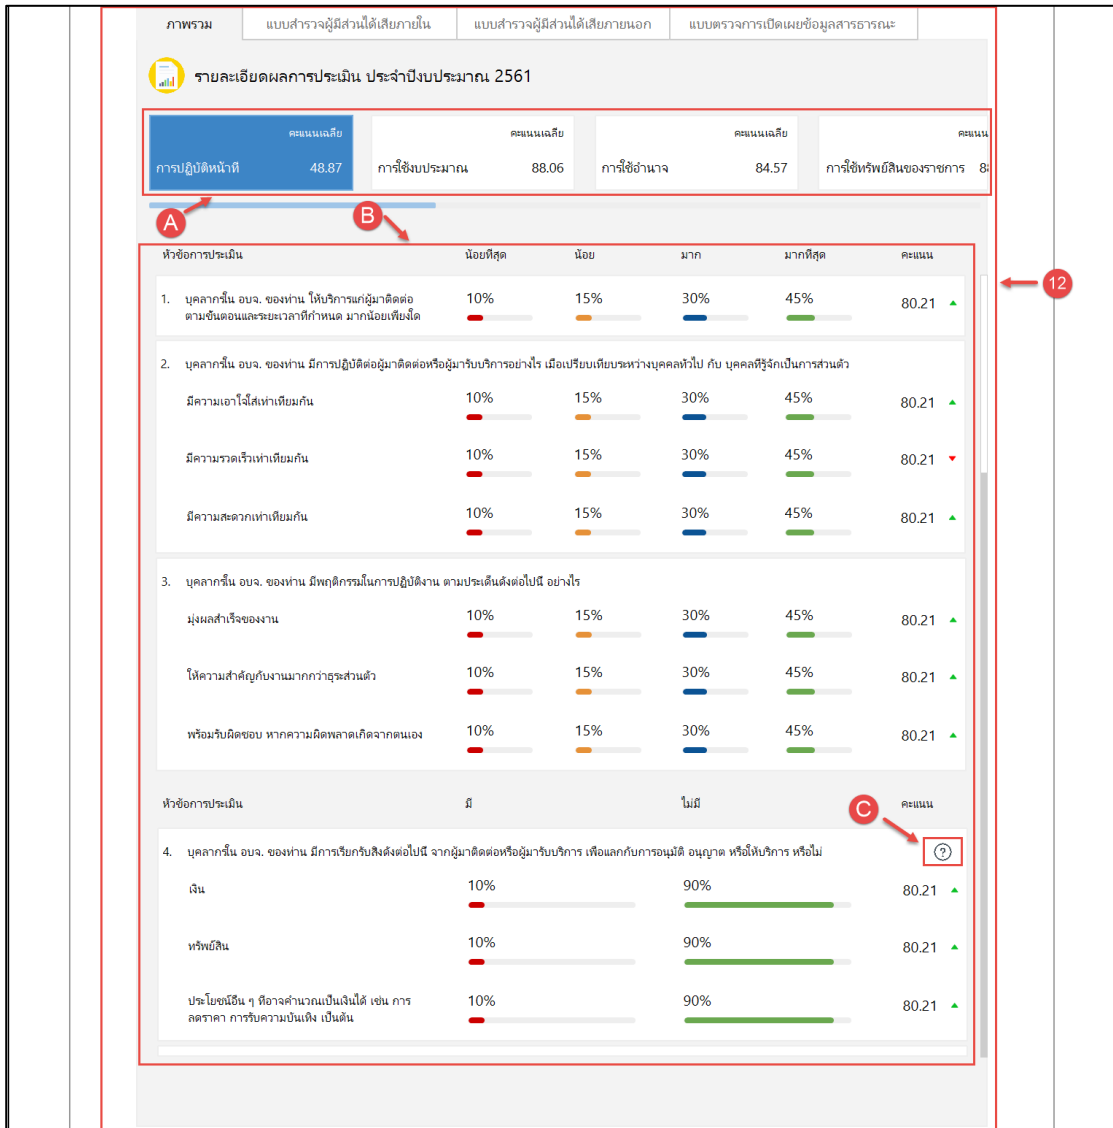 ภาพรวม แบบสำรวจผู้มีส่วนได้เสียภายใน แบบสำรวจผู้มีส่วนได้เสียภายนอก แบบตรวจการเปิดเผยข้อมูลสาธารณะ
รายละเอียดผลการประเมิน ประจำปีงบประมาณ 2561
คะแนนเฉลี่ย คะแนนเฉลี่ย คะแนนเฉลี่ย
การปฏิบัติหน้าที่ 48.87 การใช้งบประมาณ 88.06 การใช้อำนาจ 84.57 การใช้ทรัพย์สินของราชการ
A
B
หัวข้อการประเมิน น้อยที่สุด น้อย มาก มากที่สุด คะแนน
12
1. บุคลากรใน อบจ. ของท่าน ให้บริการแก่ผู้มาติดต่อ 10% 15% 30% 45% 80.21
ตามขั้นตอนและระยะเวลาที่กำหนด มากน้อยเพียงใด
2. บุคลากรใน อบจ. ของท่าน มีการปฏิบัติต่อผู้มาติดต่อหรือผู้มารับบริการอย่างไร เมื่อเปรียบเทียบระหว่างบุคคลทั่วไป กับ บุคคลที่รู้จักเป็นการส่วนตัว
มีความเอาใจใส่เท่าเทียมกัน 10% 15% 30% 45% 80.21
มีความรวดเร็วเท่าเทียมกัน 10% 15% 30% 45% 80.21
มีความสะดวกเท่าเทียมกัน 10% 15% 30% 45% 80.21
3. บุคลากรใน อบจ. ของท่าน มีพฤติกรรมในการปฏิบัติงาน ตามประเด็นดังต่อไปนี้ อย่างไร
มุ่งผลสำเร็จของงาน 10% 15% 30% 45% 80.21
ให้ความสำคัญกับงานมากกว่าธุระส่วนตัว 10% 15% 30% 45% 80.21
พร้อมรับผิดชอบ หากความผิดพลาดเกิดจากตนเอง 10% 15% 30% 45% 80.21
หัวข้อการประเมิน มี ไม่มี คะแนน
C
4. บุคลากรใน อบจ. ของท่าน มีการเรียกรับสิ่งดังต่อไปนี้ จากผู้มาติดต่อหรือผู้มารับบริการ เพื่อแลกกับการอนุมัติ อนุญาต หรือให้บริการ หรือไม่ ?
เงิน 10% 90% 80.21
ทรัพย์สิน 10% 90% 80.21
ประโยชน์อื่น ๆ ที่อาจคำนวณเป็นเงินได้ เช่น การ 10% 90% 80.21
ลดราคา การรับความบันเทิง เป็นต้น